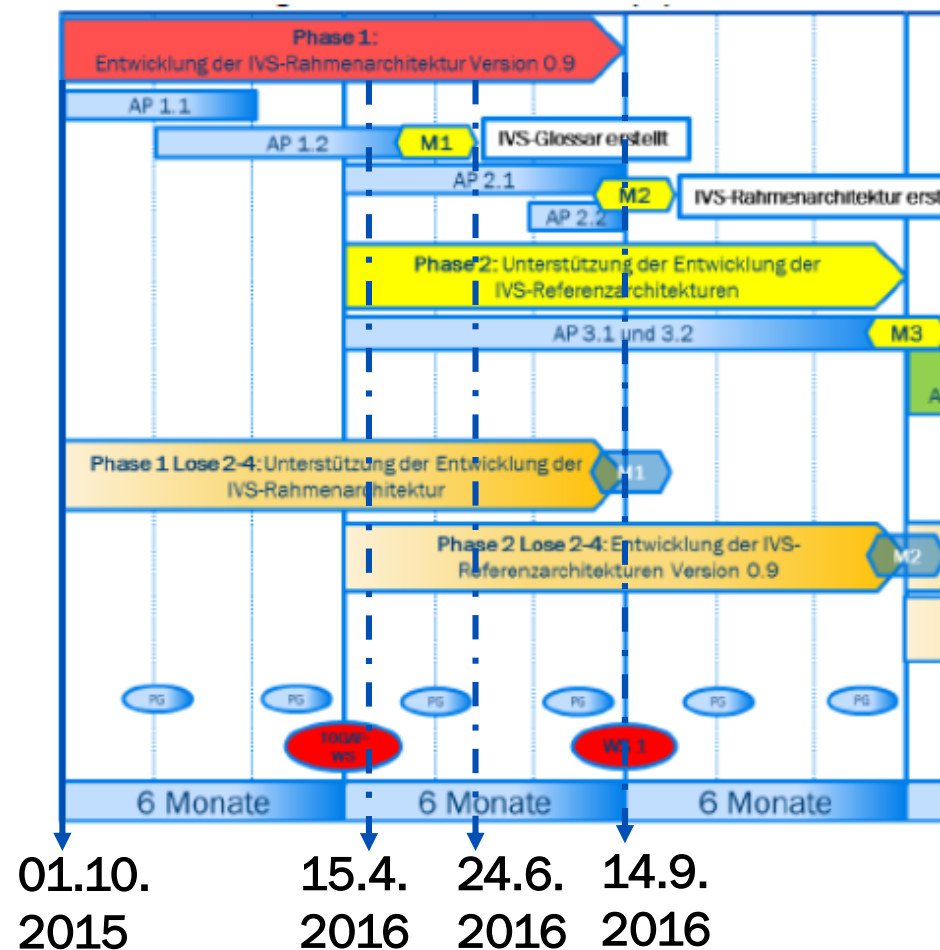 Phase 1:
Entwicklung der IVS-Rahmenarchitektur Version 0.9
AP 1.1
AP 1.2
M1
IVS-Glossar erstellt
AP 2.1
M2
IVS-Rahmenarchitektur erst
AP 2.2
Phase 2: Unterstützung der Entwicklung der
IVS-Referenzarchitekturen
AP 3.1 und 3.2
M3
A
Phase 1 Lose 2-4: Unterstützung der Entwicklung der
IVS-Rahmenarchitektur
M1
Phase 2 Lose 2-4: Entwicklung der IVS-
Referenzarchitekturen Version 0.9
M2
PG
PG
PG
PG
PG
PG
TOGAF-
WS
WS 1
6 Monate
6 Monate
6 Monate
01.10.
2015
15.4.
2016
24.6.
2016
14.9.
2016